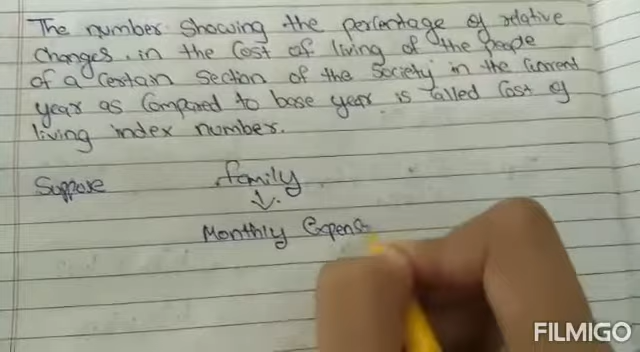 The number showing the percentage of relative
changes in the cost of living of the people
of a certain section of the society in the current
year as compared to base year is called cost of
living index number.
Suppose family
↓
Monthly Expens
FILMIGO